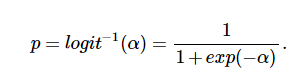 p = logit⁻¹(α) = 1 / (1 + exp(−α)).